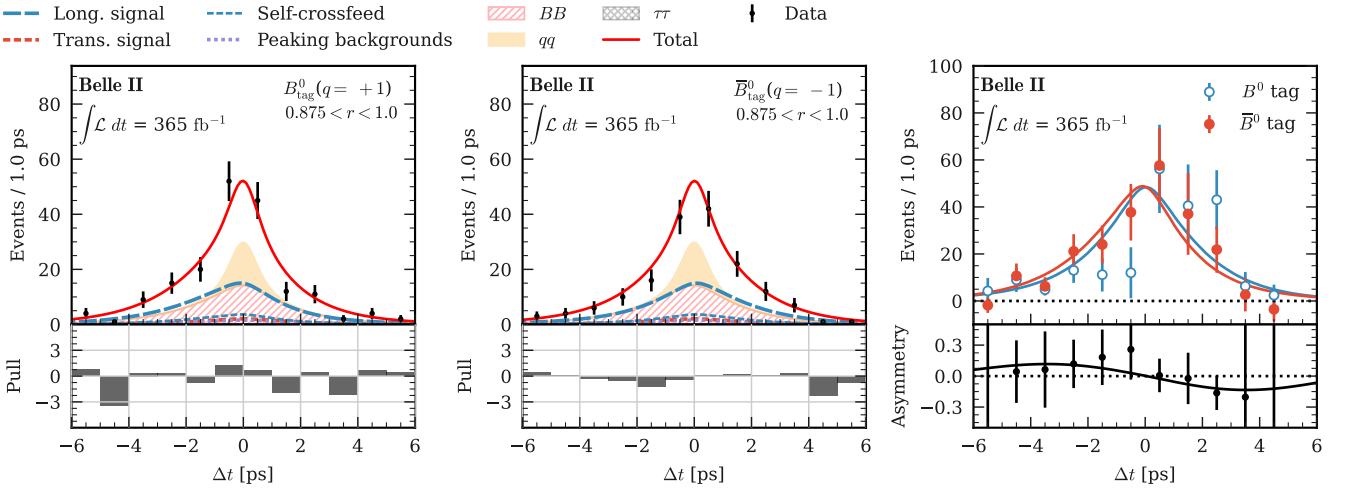 Long. signal Self-crossfeed BB ττ Data
Trans. signal Peaking backgrounds qq Total
Belle II
B⁰tag(q = +1)
0.875 < r < 1.0
∫ℒ dt = 365 fb⁻¹
Events / 1.0 ps
80
60
40
20
0
Pull
3
0
−3
−6 −4 −2 0 2 4 6
Δt [ps]
Belle II
B̅⁰tag(q = −1)
0.875 < r < 1.0
∫ℒ dt = 365 fb⁻¹
Events / 1.0 ps
80
60
40
20
0
Pull
3
0
−3
−6 −4 −2 0 2 4 6
Δt [ps]
Belle II
B⁰ tag
B̅⁰ tag
∫ℒ dt = 365 fb⁻¹
Events / 1.0 ps
100
80
60
40
20
0
Asymmetry
0.3
0.0
−0.3
−6 −4 −2 0 2 4 6
Δt [ps]